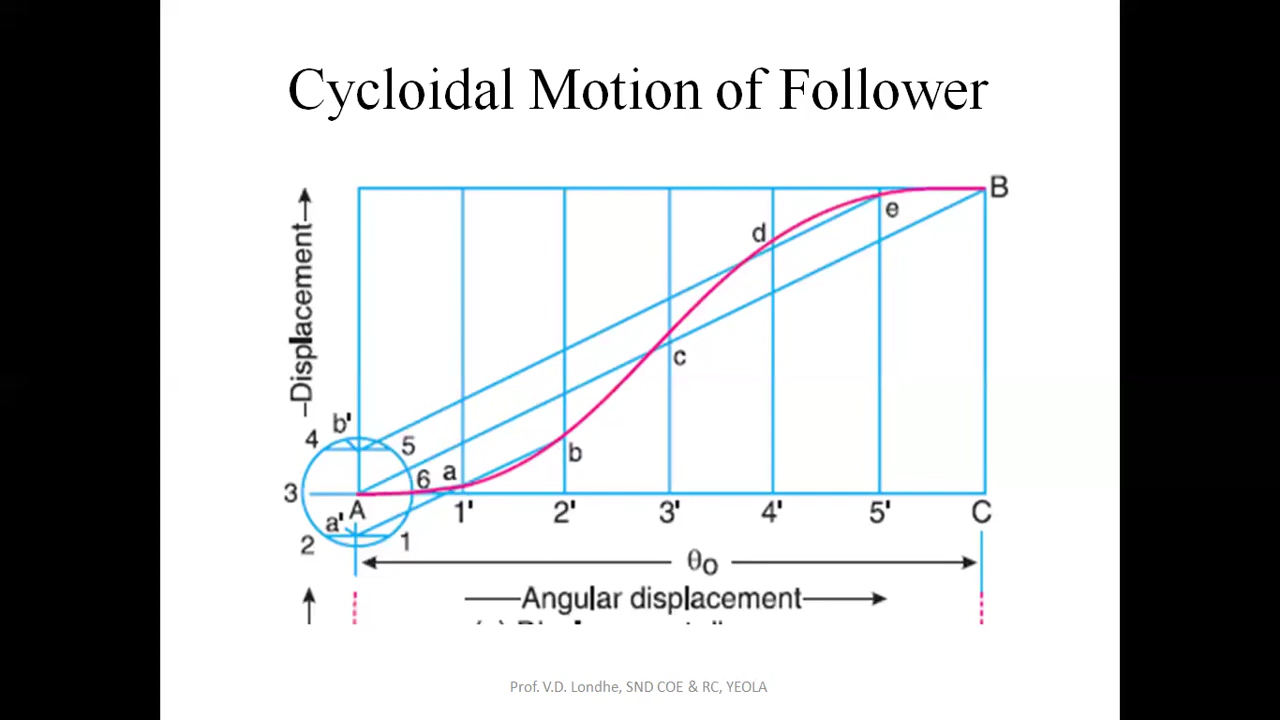 Cycloidal Motion of Follower
B
e
d
Displacement
c
b' 5
4
6 a
b
3
A 1' 2' 3' 4' 5' C
a'
2 1
θo
Angular displacement
Prof. V.D. Londhe, SND COE & RC, YEOLA